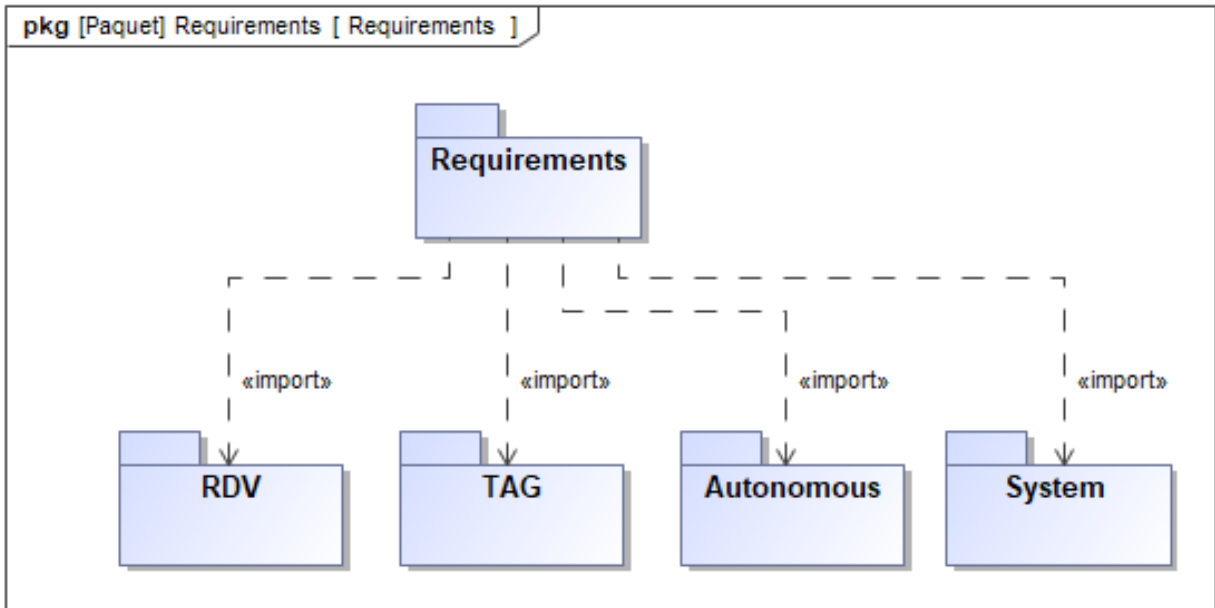 pkg [Paquet] Requirements [ Requirements ]
Requirements
«import» «import» «import» «import»
RDV TAG Autonomous System